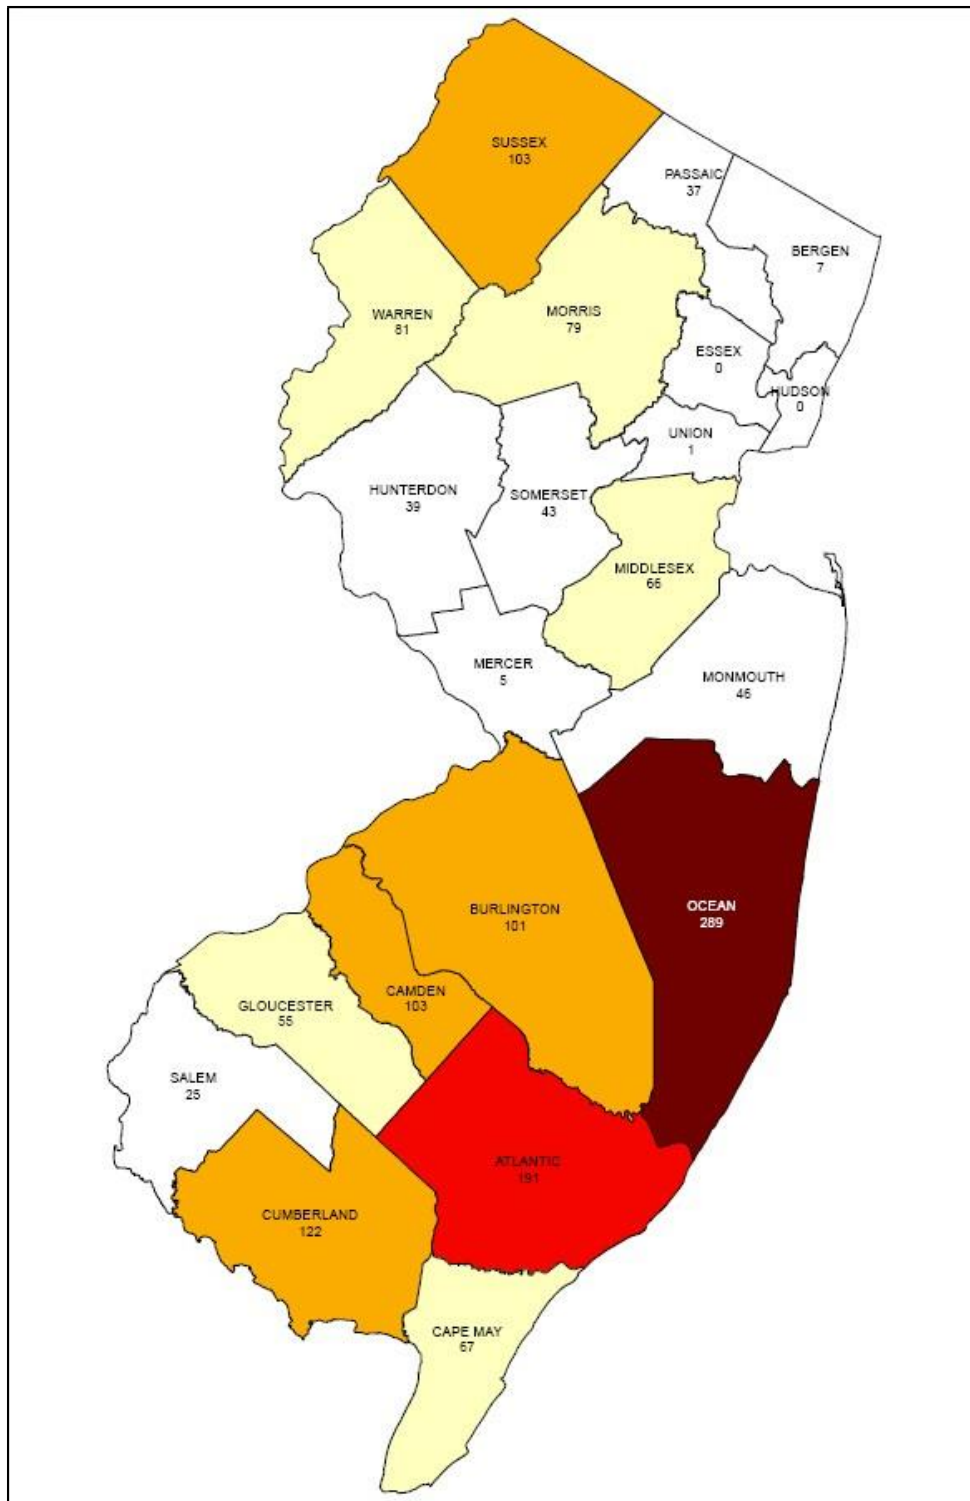 SUSSEX
103
PASSAIC
37
BERGEN
7
WARREN
81
MORRIS
79
ESSEX
0
HUDSON
0
UNION
1
HUNTERDON
39
SOMERSET
43
MIDDLESEX
66
MERCER
5
MONMOUTH
46
OCEAN
289
BURLINGTON
101
CAMDEN
103
GLOUCESTER
55
SALEM
25
ATLANTIC
191
CUMBERLAND
122
CAPE MAY
67